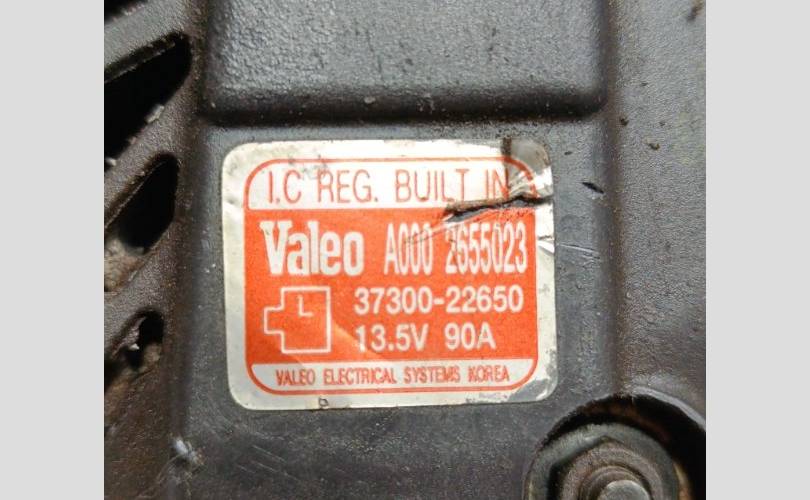 I.C REG. BUILT IN
Valeo A000 2655023
37300-22650
L
13.5V 90A
VALEO ELECTRICAL SYSTEMS KOREA